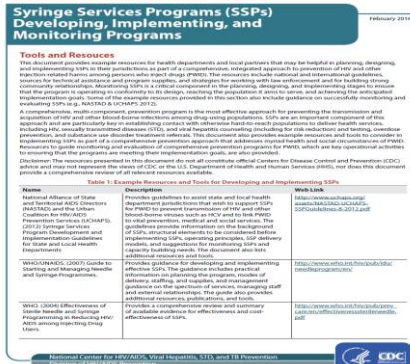 Syringe Services Programs (SSPs)
Developing, Implementing, and
Monitoring Programs
February 2016
Tools and Resouces
This document provides example resources for health departments and local partners that may be helpful in planning, designing,
and implementing SSPs in their jurisdictions as part of a comprehensive, integrated approach to prevention of HIV and other
injection-related harms among persons who inject drugs (PWID). The resources include national and international guidelines,
sources for technical assistance and program supplies, and strategies for working with law enforcement and for building strong
community relationships. Monitoring SSPs is a critical component in the planning, designing, and implementing stages to ensure
that the program is operating in conformity to its design, reaching the population it aims to serve, and achieving the anticipated
implementation goals. Some of the example resources provided in this section also include guidance on successfully monitoring and
evaluating SSPs (e.g., NASTAD & UCHAPS 2012).
A comprehensive, multi-component, prevention program is the most effective approach for preventing the transmission and
acquisition of HIV and other blood-borne infections among drug-using populations. SSPs are an important component of this
approach and are particularly key in establishing contact with otherwise hard-to-reach populations to deliver health services,
including HIV, sexually transmitted diseases (STD), and viral hepatitis counseling (including for risk reduction) and testing, overdose
prevention, and substance use disorder treatment referrals. This document also provides example resources and tools to consider in
implementing SSPs as part of a comprehensive prevention approach that addresses myriad health and social circumstances of PWID.
Resources to guide monitoring and evaluation of comprehensive prevention programs for PWID, which are key operational activities
to ensuring that the programs are meeting their implementation goals, are also provided.
Disclaimer: The resources presented in this document do not all constitute official Centers for Disease Control and Prevention (CDC)
advice and may not represent the views of CDC or the U.S. Department of Health and Human Services (HHS), nor does this document
provide a comprehensive review of all relevant resources available.
Table 1: Example Resources and Tools for Developing and Implementing SSPs
Name Description Web Link
National Alliance of State
and Territorial AIDS Directors
(NASTAD) and the Urban
Coalition for HIV/AIDS
Prevention Services (UCHAPS).
(2012) Syringe Services
Program Development and
Implementation Guidelines
for State and Local Health
Departments
Provides guidelines to assist state and local health
department jurisdictions that wish to support SSPs
for PWID to prevent transmission of HIV and other
blood-borne viruses such as HCV and to link PWID
to vital prevention, medical and social services. The
guidelines provide information on the background
of SSPs, structural elements to be considered before
implementing SSPs, operating principles, SSP delivery
models, and suggestions for monitoring SSPs and
capacity building needs. The document also lists
additional resources and tools.
http://www.uchaps.org/
assets/NASTAD-UCHAPS-
SSPGuidelines-8-2012.pdf
WHO/UNAIDS. (2007) Guide to
Starting and Managing Needle
and Syringe Programmes.
Provides guidance for developing and implementing
effective SSPs. The guidance includes practical
information on planning the program, modes of
delivery, staffing, and supplies, and management
guidance on the spectrum of services, managing staff
and external relationships. The guide also provides
additional resources, publications, and tools.
http://www.who.int/hiv/pub/idu/
needleprogram/en/
WHO. (2004) Effectiveness of
Sterile Needle and Syringe
Programming in Reducing HIV/
AIDS among Injecting Drug
Users.
Provides a comprehensive review and summary
of available evidence for effectiveness and cost-
effectiveness of SSPs.
http://www.who.int/hiv/pub/prev_
care/en/effectivenesssterileneedle.
pdf
National Center for HIV/AIDS, Viral Hepatitis, STD, and TB Prevention
CDC